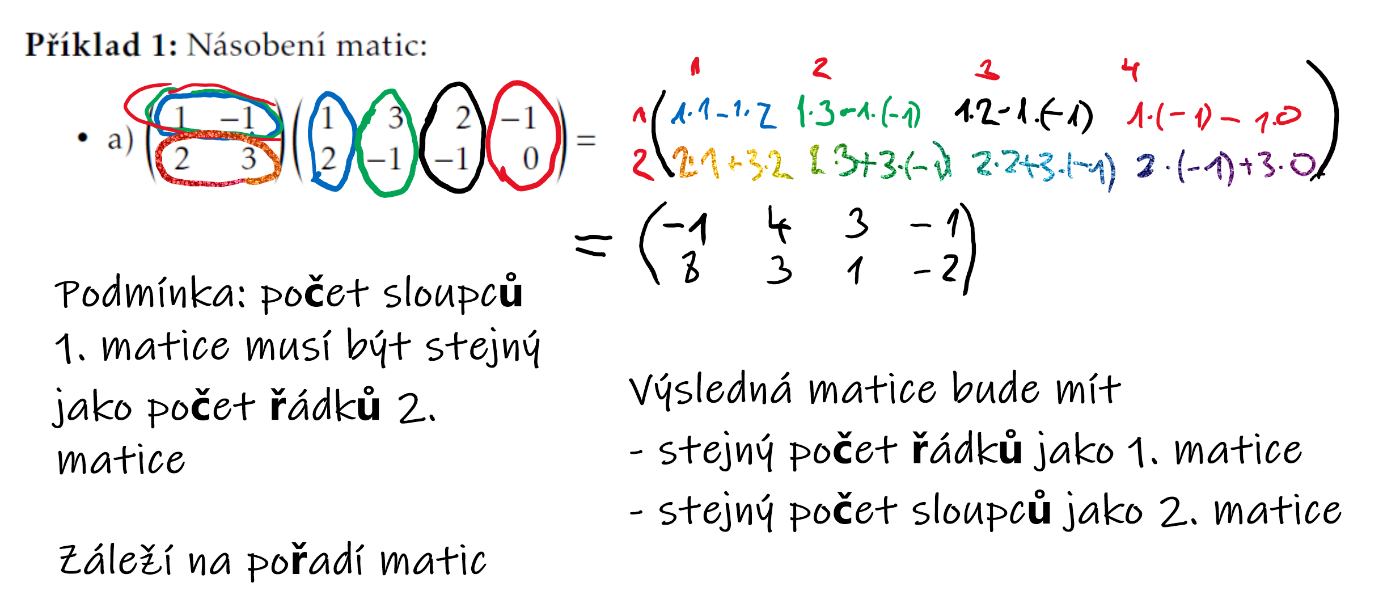 Příklad 1: Násobení matic:
1 2 3 4
• a) ( 1 −1 ) ( 1 3 2 −1 ) = 1 ( 1·1−1·2 1·3−1·(−1) 1·2−1·(−1) 1·(−1)−1·0 )
( 2 3 ) ( 2 −1 −1 0 ) 2 ( 2·1+3·2 2·3+3·(−1) 2·2+3·(−1) 2·(−1)+3·0 )
= ( −1 4 3 −1 )
( 8 3 1 −2 )
Podmínka: počet sloupců
1. matice musí být stejný
jako počet řádků 2.
matice
Záleží na pořadí matic
Výsledná matice bude mít
- stejný počet řádků jako 1. matice
- stejný počet sloupců jako 2. matice